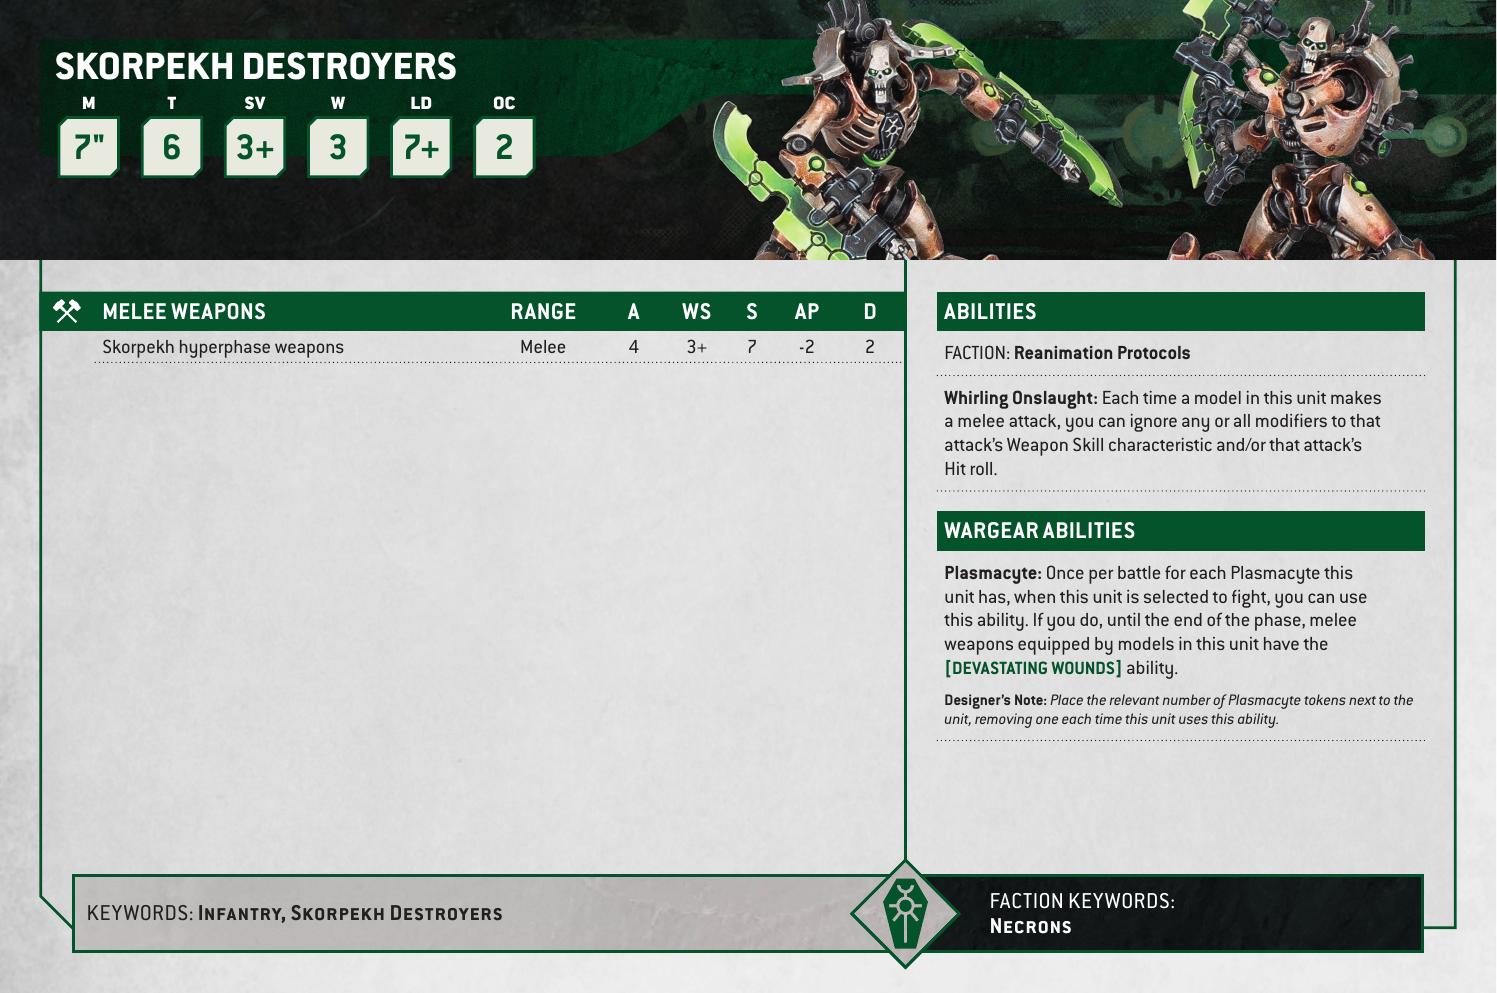 SKORPEKH DESTROYERS
M T SV W LD OC
7" 6 3+ 3 7+ 2
MELEE WEAPONS RANGE A WS S AP D
Skorpekh hyperphase weapons Melee 4 3+ 7 -2 2
ABILITIES
FACTION: Reanimation Protocols
Whirling Onslaught: Each time a model in this unit makes
a melee attack, you can ignore any or all modifiers to that
attack's Weapon Skill characteristic and/or that attack's
Hit roll.
WARGEAR ABILITIES
Plasmacyte: Once per battle for each Plasmacyte this
unit has, when this unit is selected to fight, you can use
this ability. If you do, until the end of the phase, melee
weapons equipped by models in this unit have the
[DEVASTATING WOUNDS] ability.
Designer's Note: Place the relevant number of Plasmacyte tokens next to the
unit, removing one each time this unit uses this ability.
KEYWORDS: Infantry, Skorpekh Destroyers
FACTION KEYWORDS:
Necrons